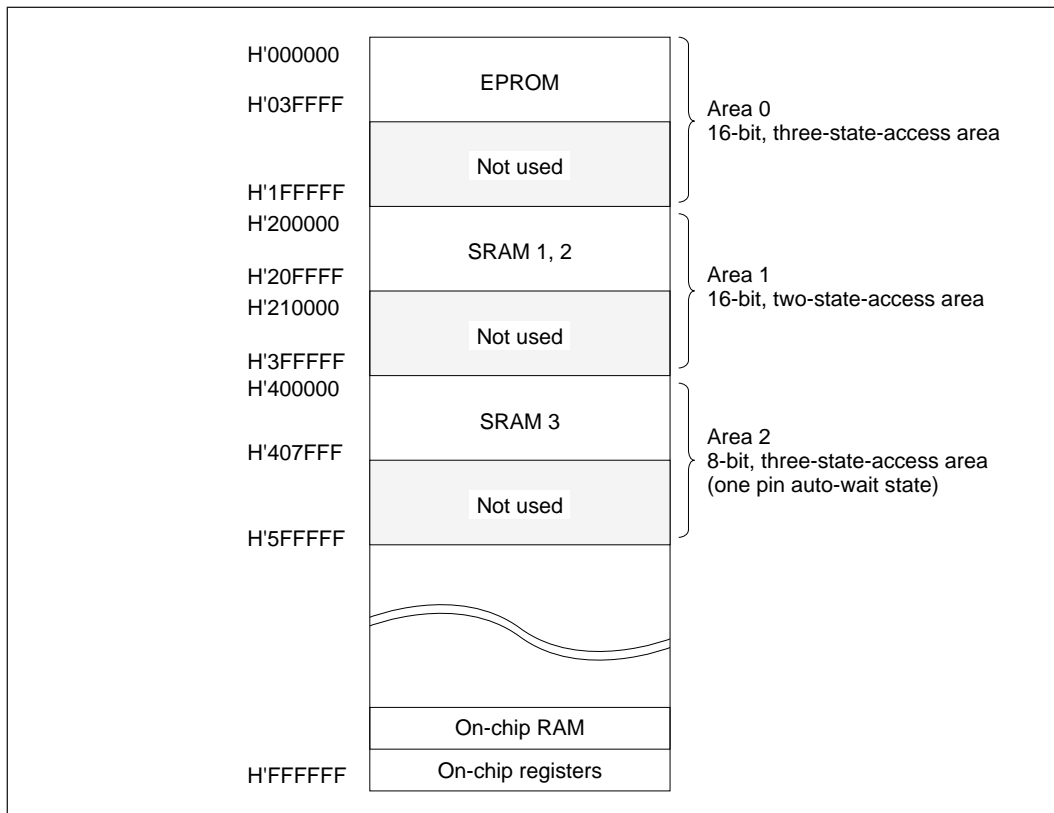 H'000000
EPROM
H'03FFFF
Area 0
16-bit, three-state-access area
Not used
H'1FFFFF
H'200000
SRAM 1, 2
H'20FFFF
Area 1
16-bit, two-state-access area
H'210000
Not used
H'3FFFFF
H'400000
SRAM 3
H'407FFF
Area 2
8-bit, three-state-access area
(one pin auto-wait state)
Not used
H'5FFFFF
On-chip RAM
H'FFFFFF
On-chip registers